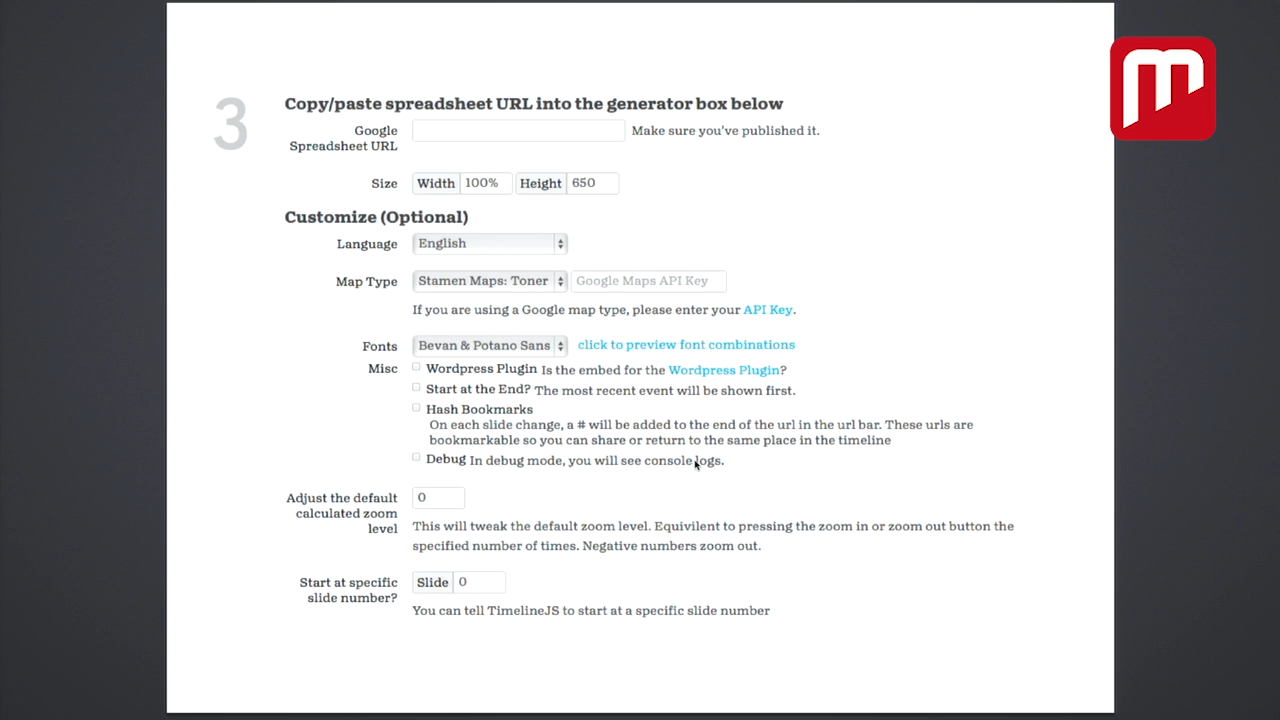 3
Copy/paste spreadsheet URL into the generator box below
Google
Spreadsheet URL
Make sure you've published it.
Size Width 100% Height 650
Customize (Optional)
Language English
Map Type Stamen Maps: Toner Google Maps API Key
If you are using a Google map type, please enter your API Key.
Fonts Bevan & Potano Sans click to preview font combinations
Misc Wordpress Plugin Is the embed for the Wordpress Plugin?
Start at the End? The most recent event will be shown first.
Hash Bookmarks
On each slide change, a # will be added to the end of the url in the url bar. These urls are
bookmarkable so you can share or return to the same place in the timeline
Debug In debug mode, you will see console logs.
Adjust the default
calculated zoom
level
0
This will tweak the default zoom level. Equivilent to pressing the zoom in or zoom out button the
specified number of times. Negative numbers zoom out.
Start at specific
slide number?
Slide 0
You can tell TimelineJS to start at a specific slide number
m